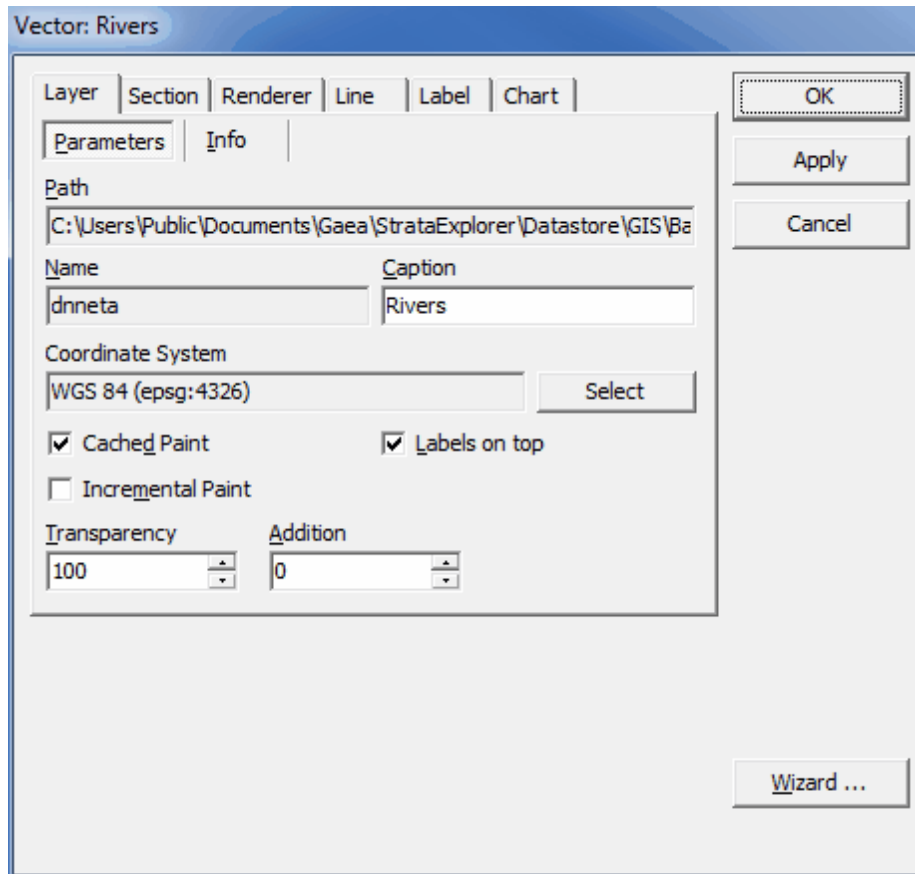 Vector: Rivers
Layer Section Renderer Line Label Chart
OK
Parameters Info
Apply
Path
C:\Users\Public\Documents\Gaea\StrataExplorer\Datastore\GIS\Ba
Cancel
Name Caption
dnneta Rivers
Coordinate System
WGS 84 (epsg:4326) Select
Cached Paint Labels on top
Incremental Paint
Transparency Addition
100 0
Wizard ...